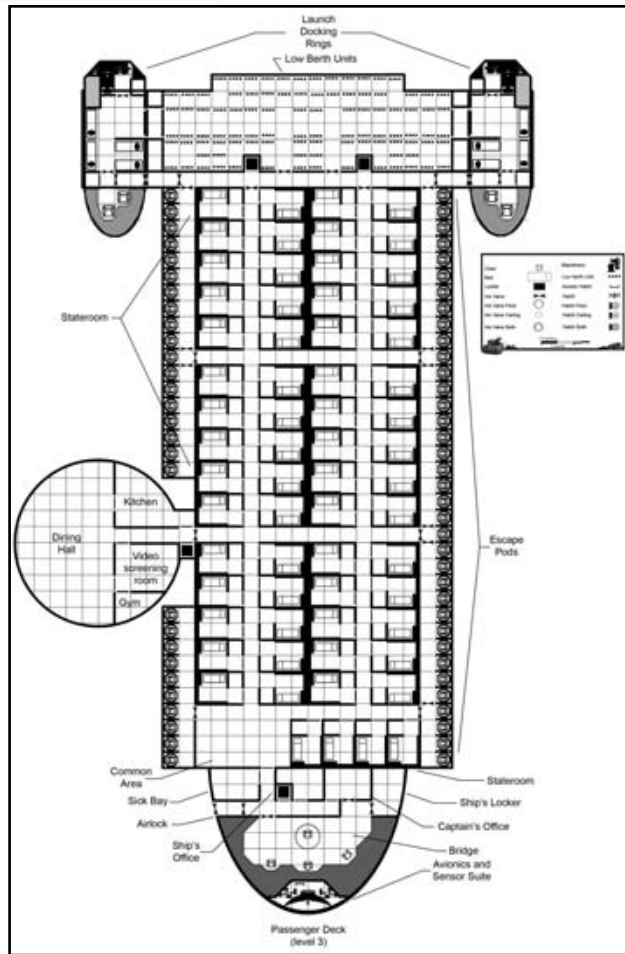 Launch
Docking
Rings
Low Berth Units
Stateroom
Kitchen
Dining
Hall
Video
screening
room
Gym
Escape
Pods
Common
Area
Sick Bay
Airlock
Ship's
Office
Stateroom
Ship's Locker
Captain's Office
Bridge
Avionics and
Sensor Suite
Passenger Deck
(level 3)